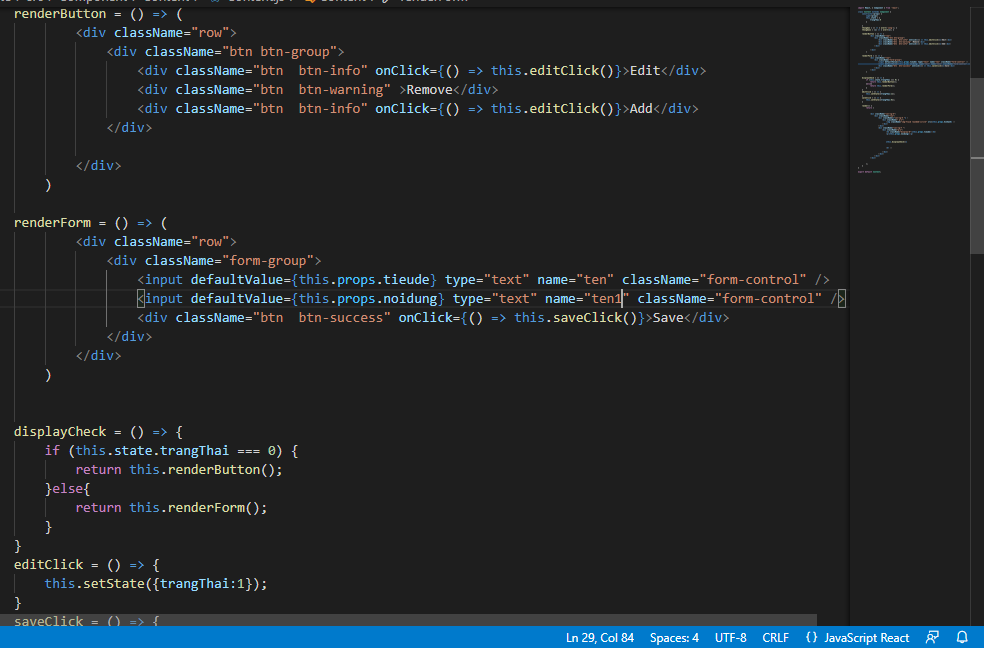 renderButton = () => (
<div className="row">
<div className="btn btn-group">
<div className="btn  btn-info" onClick={() => this.editClick()}>Edit</div>
<div className="btn  btn-warning" >Remove</div>
<div className="btn  btn-info" onClick={() => this.editClick()}>Add</div>
</div>
</div>
)
renderForm = () => (
<div className="row">
<div className="form-group">
<input defaultValue={this.props.tieude} type="text" name="ten" className="form-control" />
<input defaultValue={this.props.noidung} type="text" name="ten1" className="form-control" />
<div className="btn  btn-success" onClick={() => this.saveClick()}>Save</div>
</div>
</div>
)
displayCheck = () => {
if (this.state.trangThai === 0) {
return this.renderButton();
}else{
return this.renderForm();
}
}
editClick = () => {
this.setState({trangThai:1});
}
saveClick = () => {
Ln 29, Col 84 Spaces: 4 UTF-8 CRLF {} JavaScript React